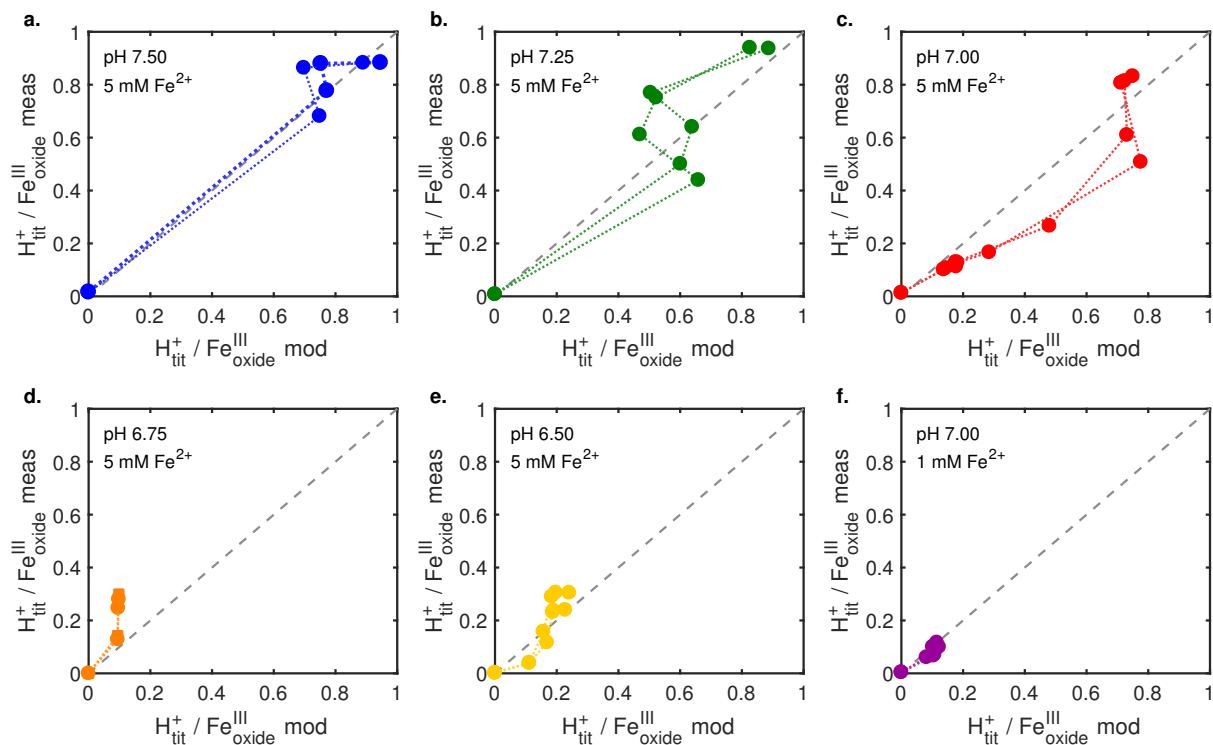 a.
pH 7.50
5 mM Fe²⁺
1
0.8
0.6
0.4
0.2
0
0 0.2 0.4 0.6 0.8 1
H⁺tit / Feᴵᴵᴵoxide meas
H⁺tit / Feᴵᴵᴵoxide mod
b.
pH 7.25
5 mM Fe²⁺
1
0.8
0.6
0.4
0.2
0
0 0.2 0.4 0.6 0.8 1
H⁺tit / Feᴵᴵᴵoxide meas
H⁺tit / Feᴵᴵᴵoxide mod
c.
pH 7.00
5 mM Fe²⁺
1
0.8
0.6
0.4
0.2
0
0 0.2 0.4 0.6 0.8 1
H⁺tit / Feᴵᴵᴵoxide meas
H⁺tit / Feᴵᴵᴵoxide mod
d.
pH 6.75
5 mM Fe²⁺
1
0.8
0.6
0.4
0.2
0
0 0.2 0.4 0.6 0.8 1
H⁺tit / Feᴵᴵᴵoxide meas
H⁺tit / Feᴵᴵᴵoxide mod
e.
pH 6.50
5 mM Fe²⁺
1
0.8
0.6
0.4
0.2
0
0 0.2 0.4 0.6 0.8 1
H⁺tit / Feᴵᴵᴵoxide meas
H⁺tit / Feᴵᴵᴵoxide mod
f.
pH 7.00
1 mM Fe²⁺
1
0.8
0.6
0.4
0.2
0
0 0.2 0.4 0.6 0.8 1
H⁺tit / Feᴵᴵᴵoxide meas
H⁺tit / Feᴵᴵᴵoxide mod